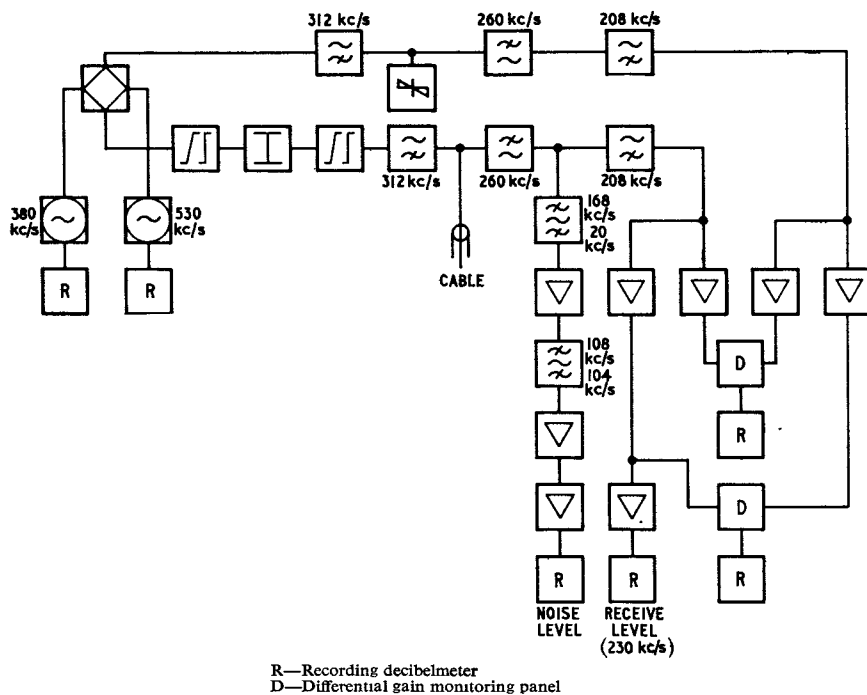 312 kc/s
260 kc/s
208 kc/s
312 kc/s
260 kc/s
208 kc/s
380
kc/s
530
kc/s
168
kc/s
20
kc/s
R
R
CABLE
108
kc/s
104
kc/s
D
R
D
R
R
R
NOISE
LEVEL
RECEIVE
LEVEL
(230 kc/s)
R—Recording decibelmeter
D—Differential gain monitoring panel